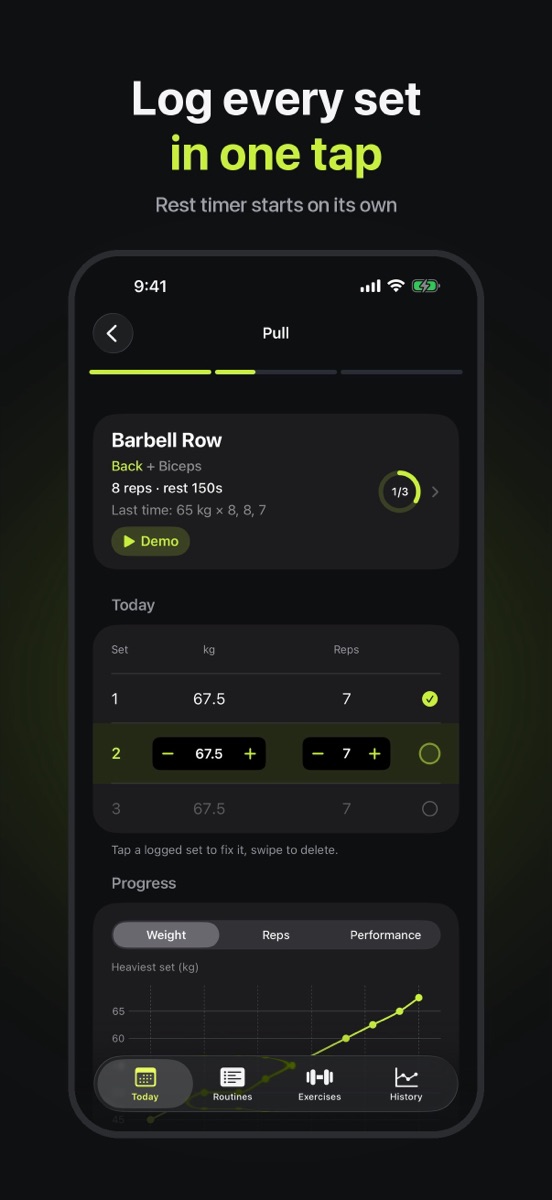 Log every set
in one tap
Rest timer starts on its own
9:41
Pull
Barbell Row
Back + Biceps
8 reps · rest 150s
Last time: 65 kg × 8, 8, 7
1/3
Demo
Today
Set kg Reps
1 67.5 7
2 − 67.5 + − 7 +
3 67.5 7
Tap a logged set to fix it, swipe to delete.
Progress
Weight Reps Performance
Heaviest set (kg)
65
60
Today Routines Exercises History
45